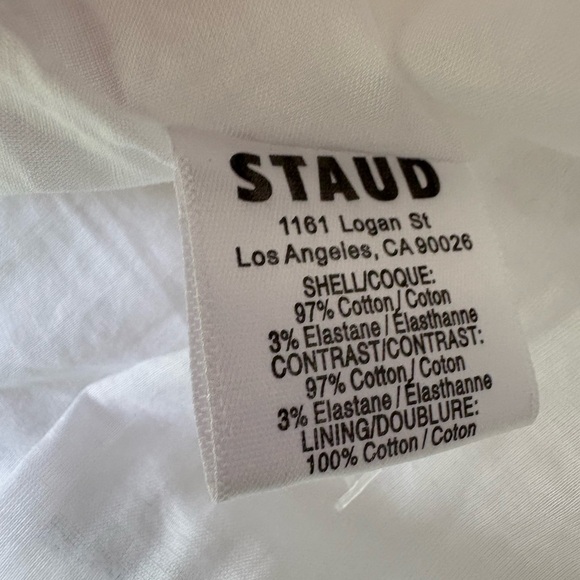 STAUD
1161 Logan St
Los Angeles, CA 90026
SHELL/COQUE:
97% Cotton / Coton
3% Elastane / Élasthanne
CONTRAST/CONTRAST:
97% Cotton / Coton
3% Elastane / Élasthanne
LINING/DOUBLURE:
100% Cotton / Coton